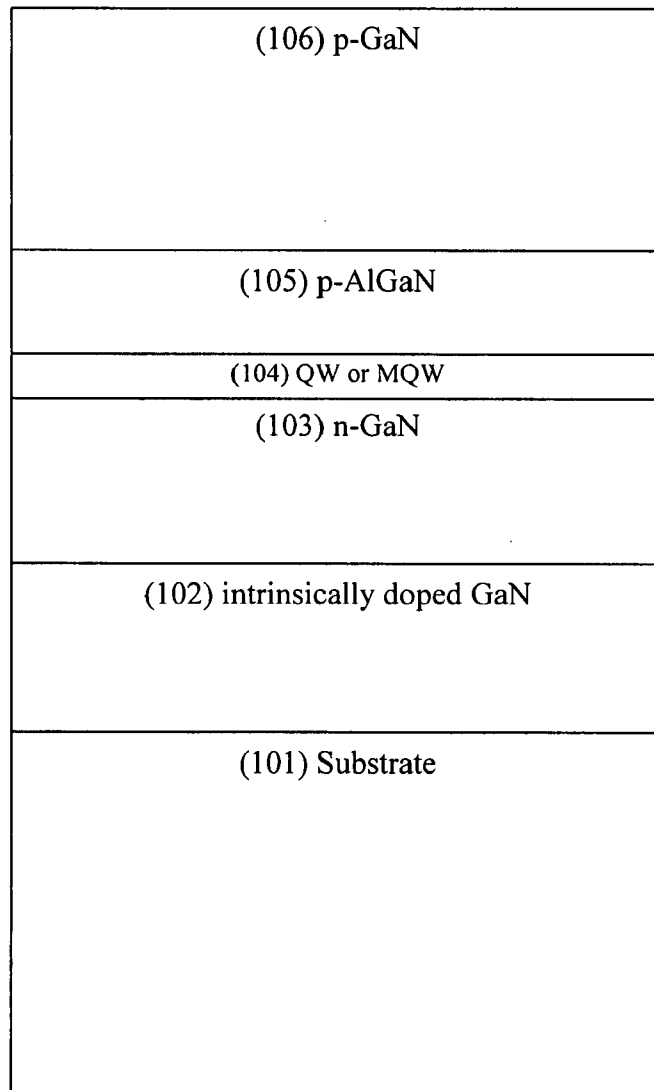 (106) p-GaN
(105) p-AlGaN
(104) QW or MQW
(103) n-GaN
(102) intrinsically doped GaN
(101) Substrate